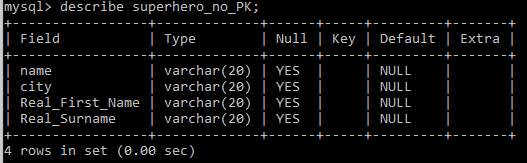 mysql> describe superhero_no_PK;
+-----------------+-------------+------+-----+---------+-------+
| Field           | Type        | Null | Key | Default | Extra |
+-----------------+-------------+------+-----+---------+-------+
| name            | varchar(20) | YES  |     | NULL    |       |
| city            | varchar(20) | YES  |     | NULL    |       |
| Real_First_Name | varchar(20) | YES  |     | NULL    |       |
| Real_Surname    | varchar(20) | YES  |     | NULL    |       |
+-----------------+-------------+------+-----+---------+-------+
4 rows in set (0.00 sec)